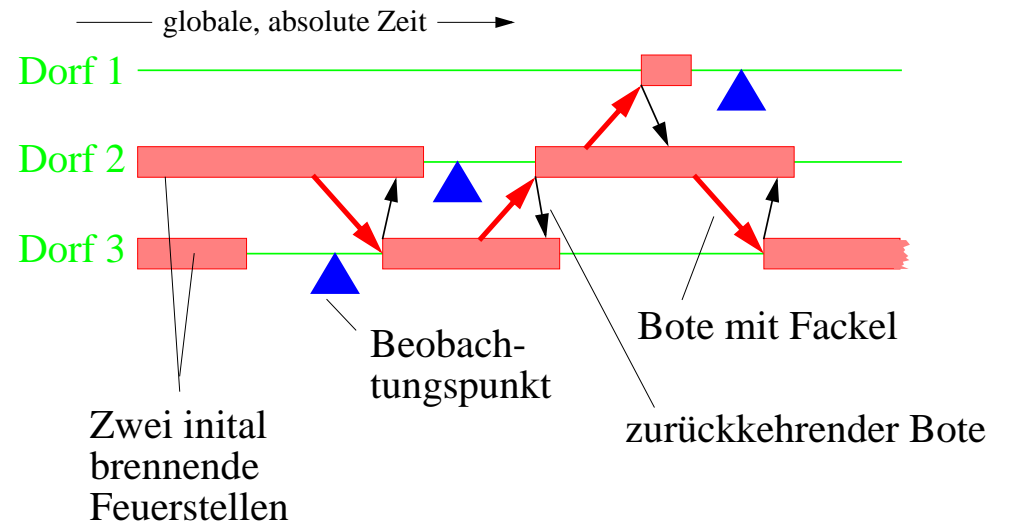 globale, absolute Zeit
Dorf 1
Dorf 2
Dorf 3
Beobach-
tungspunkt
Bote mit Fackel
zurückkehrender Bote
Zwei inital
brennende
Feuerstellen